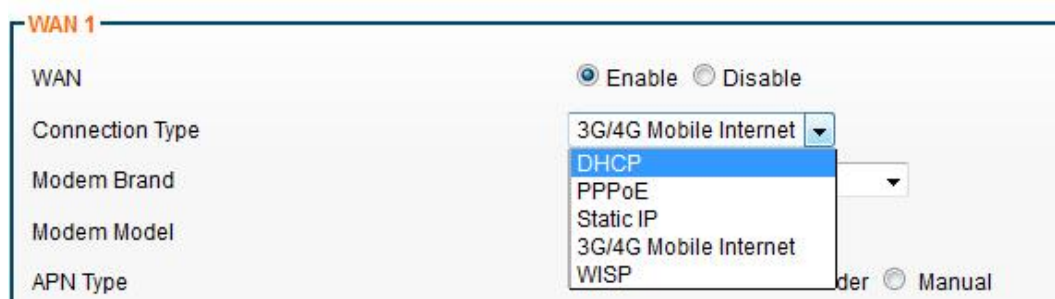 WAN 1
WAN Enable Disable
Connection Type 3G/4G Mobile Internet
DHCP
Modem Brand
PPPoE
Static IP
Modem Model
3G/4G Mobile Internet
WISP
APN Type der Manual